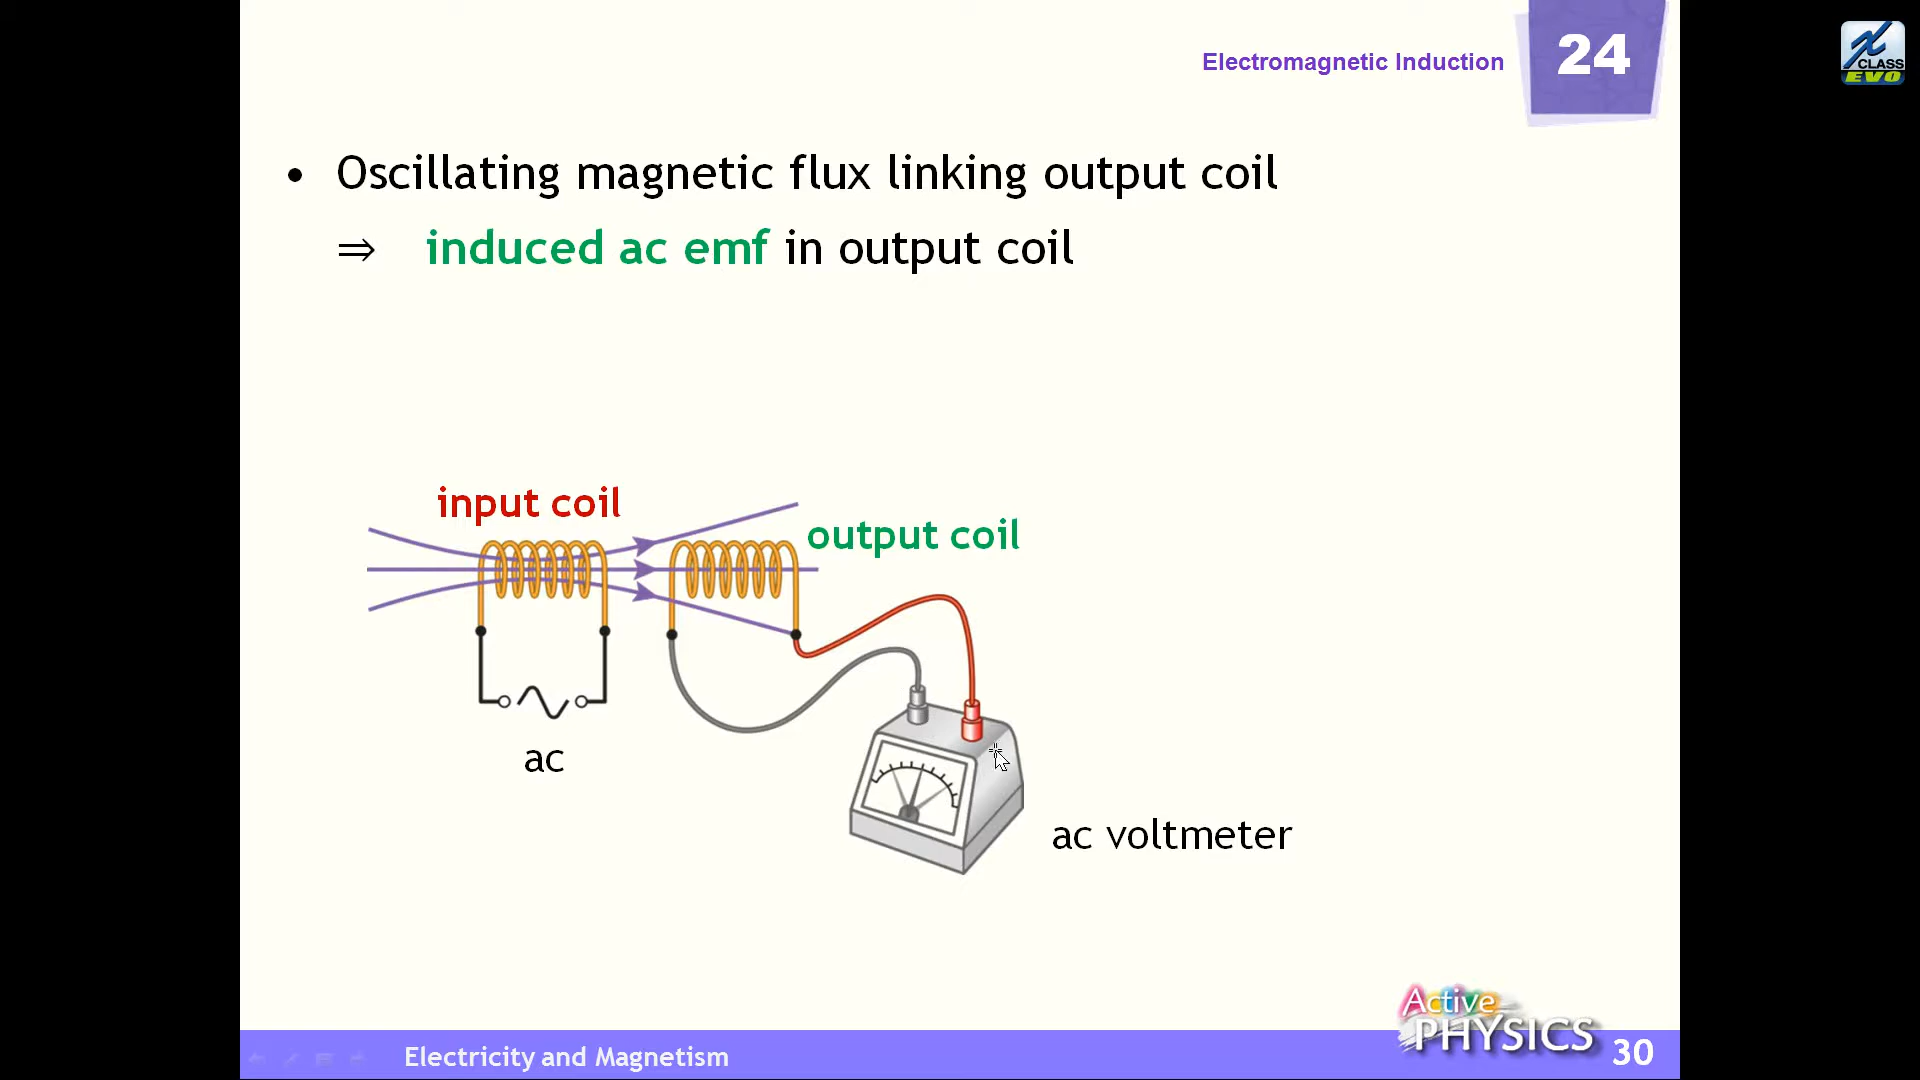 Electromagnetic Induction
24
CLASS
EVO
• Oscillating magnetic flux linking output coil
⇒ induced ac emf in output coil
input coil
output coil
ac
ac voltmeter
Active
PHYSICS
Electricity and Magnetism
30